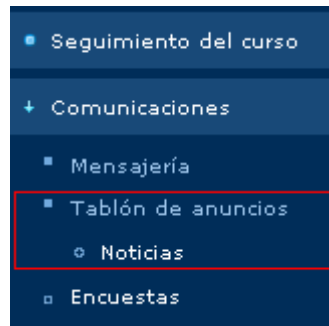 Seguimiento del curso
Comunicaciones
Mensajería
Tablón de anuncios
Noticias
Encuestas